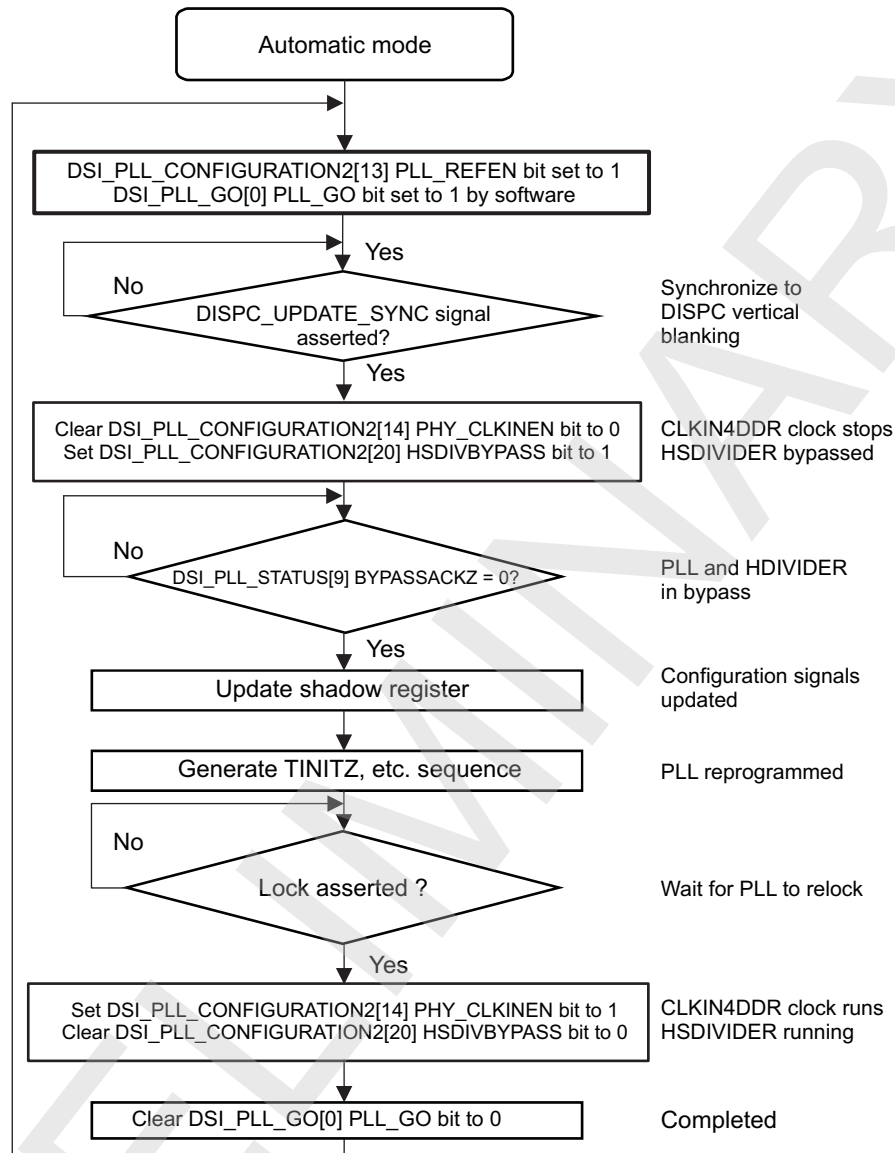 Automatic mode
DSI_PLL_CONFIGURATION2[13] PLL_REFEN bit set to 1
DSI_PLL_GO[0] PLL_GO bit set to 1 by software
Yes
No
DISPC_UPDATE_SYNC signal
asserted?
Synchronize to
DISPC vertical
blanking
Yes
Clear DSI_PLL_CONFIGURATION2[14] PHY_CLKINEN bit to 0
Set DSI_PLL_CONFIGURATION2[20] HSDIVBYPASS bit to 1
CLKIN4DDR clock stops
HSDIVIDER bypassed
No
DSI_PLL_STATUS[9] BYPASSACKZ = 0?
PLL and HDIVIDER
in bypass
Yes
Update shadow register
Configuration signals
updated
Generate TINITZ, etc. sequence
PLL reprogrammed
No
Lock asserted ?
Wait for PLL to relock
Yes
Set DSI_PLL_CONFIGURATION2[14] PHY_CLKINEN bit to 1
Clear DSI_PLL_CONFIGURATION2[20] HSDIVBYPASS bit to 0
CLKIN4DDR clock runs
HSDIVIDER running
Clear DSI_PLL_GO[0] PLL_GO bit to 0
Completed
ELIMINARY